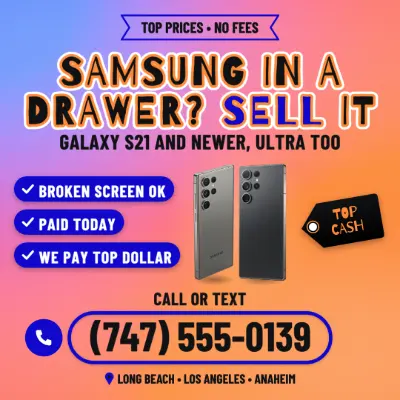 TOP PRICES • NO FEES
SAMSUNG IN A
DRAWER? SELL IT
GALAXY S21 AND NEWER, ULTRA TOO
BROKEN SCREEN OK
PAID TODAY
WE PAY TOP DOLLAR
TOP
CASH
CALL OR TEXT
(747) 555-0139
LONG BEACH • LOS ANGELES • ANAHEIM